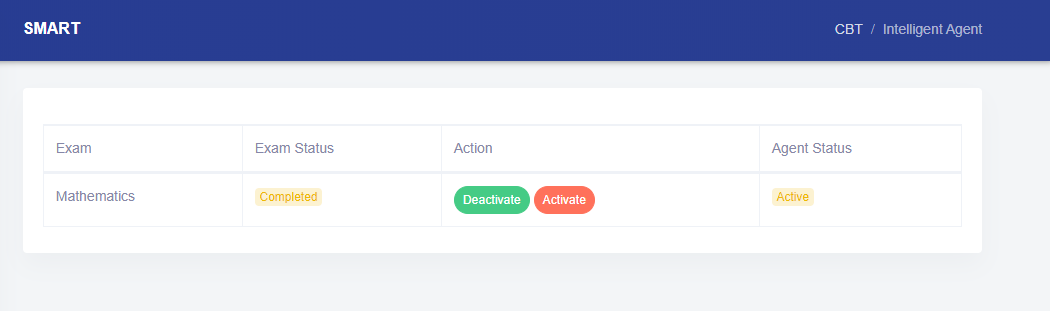 SMART
CBT / Intelligent Agent
Exam Exam Status Action Agent Status
Mathematics Completed Deactivate Activate Active